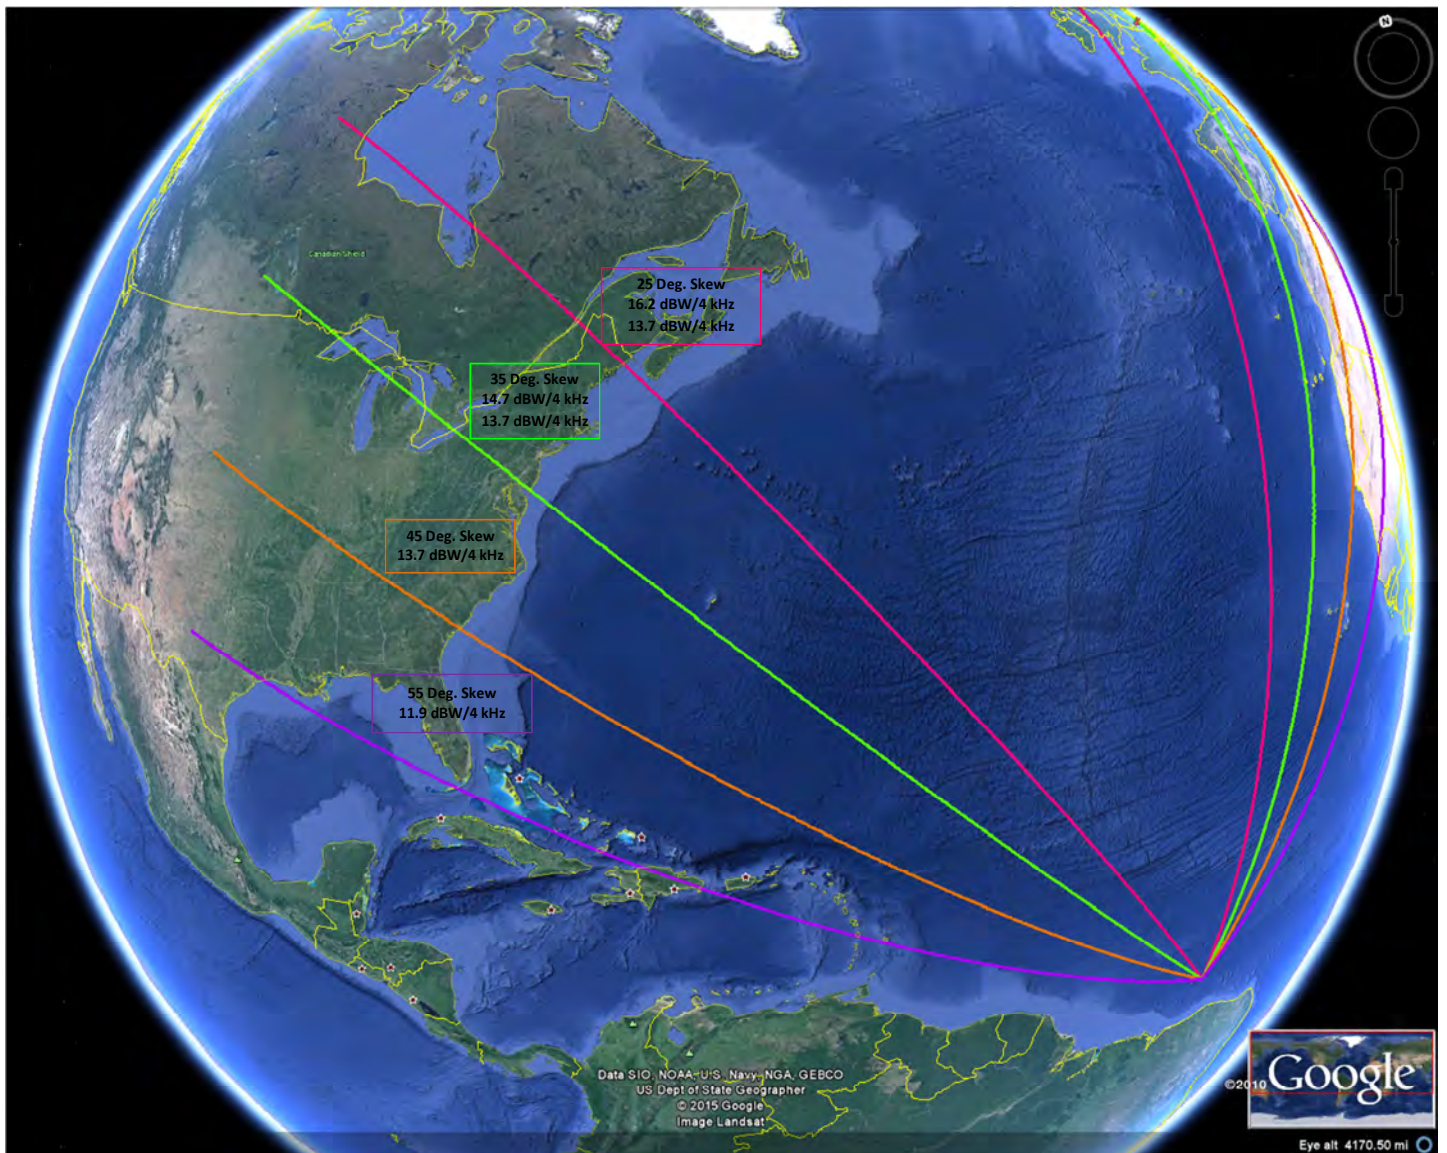 N
Canadian Shield
25 Deg. Skew
16.2 dBW/4 kHz
13.7 dBW/4 kHz
35 Deg. Skew
14.7 dBW/4 kHz
13.7 dBW/4 kHz
45 Deg. Skew
13.7 dBW/4 kHz
55 Deg. Skew
11.9 dBW/4 kHz
Data SIO, NOAA, U.S. Navy, NGA, GEBCO
US Dept of State Geographer
© 2015 Google
Image Landsat
©2010 Google
Eye alt 4170.50 mi